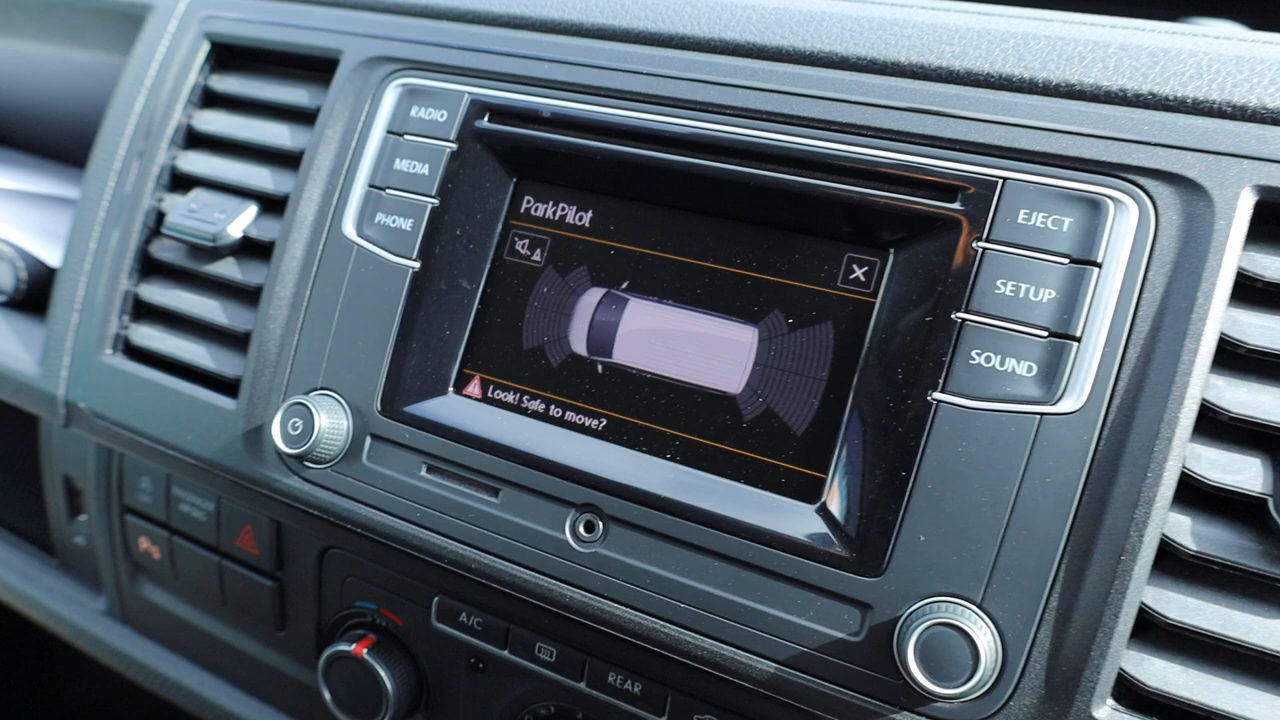 RADIO
MEDIA
PHONE
ParkPilot
Look! Safe to move?
EJECT
SETUP
SOUND
A/C
REAR